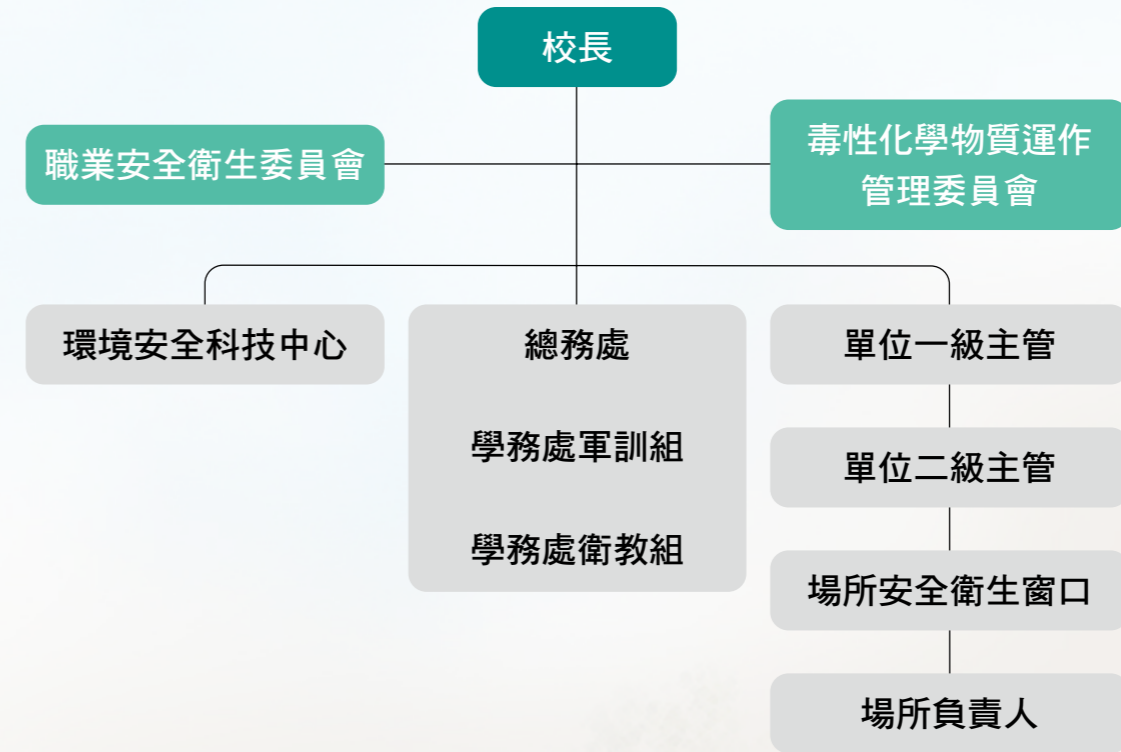 校長
職業安全衛生委員會
毒性化學物質運作
管理委員會
環境安全科技中心
總務處
學務處軍訓組
學務處衛教組
單位一級主管
單位二級主管
場所安全衛生窗口
場所負責人